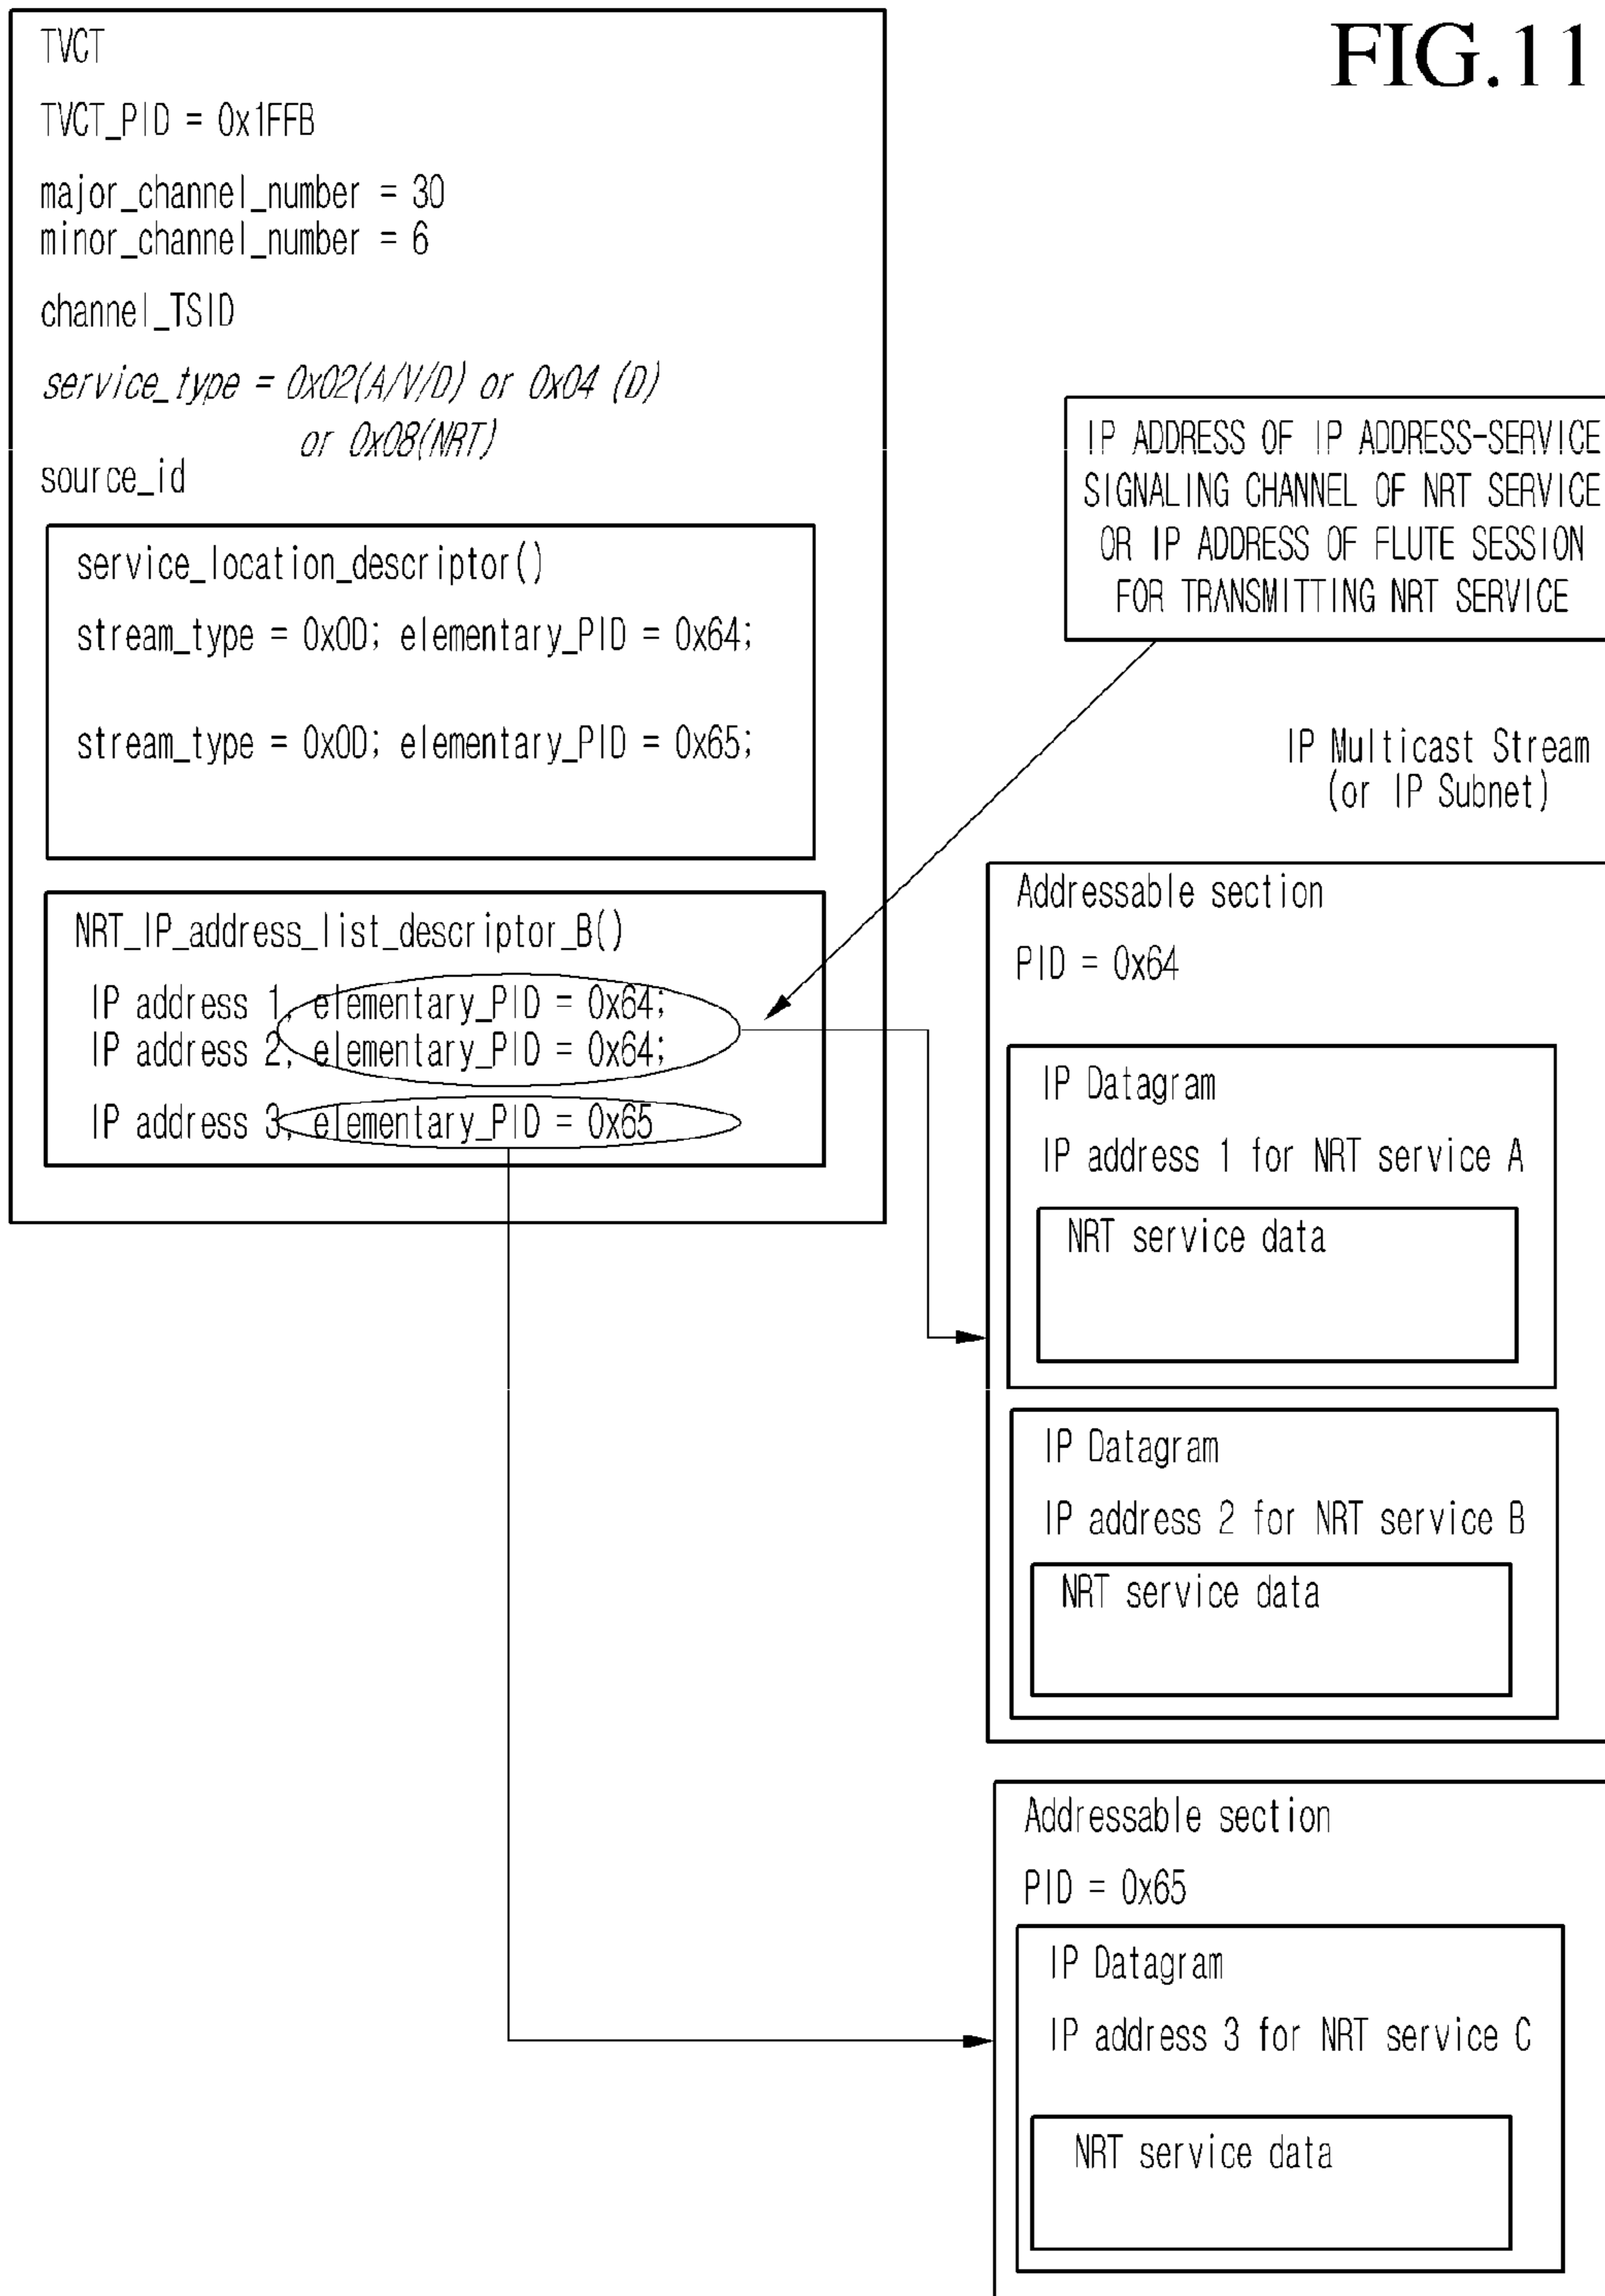 FIG.11
TVCT
TVCT_PID = 0x1FFB
major_channel_number = 30
minor_channel_number = 6
channel_TSID
service_type = 0x02(A/V/D) or 0x04 (D)
or 0x08(NRT)
source_id
service_location_descriptor()
stream_type = 0x0D; elementary_PID = 0x64;
stream_type = 0x0D; elementary_PID = 0x65;
NRT_IP_address_list_descriptor_B()
IP address 1, elementary_PID = 0x64;
IP address 2, elementary_PID = 0x64;
IP address 3, elementary_PID = 0x65
IP ADDRESS OF IP ADDRESS-SERVICE
SIGNALING CHANNEL OF NRT SERVICE
OR IP ADDRESS OF FLUTE SESSION
FOR TRANSMITTING NRT SERVICE
IP Multicast Stream
(or IP Subnet)
Addressable section
PID = 0x64
IP Datagram
IP address 1 for NRT service A
NRT service data
IP Datagram
IP address 2 for NRT service B
NRT service data
Addressable section
PID = 0x65
IP Datagram
IP address 3 for NRT service C
NRT service data